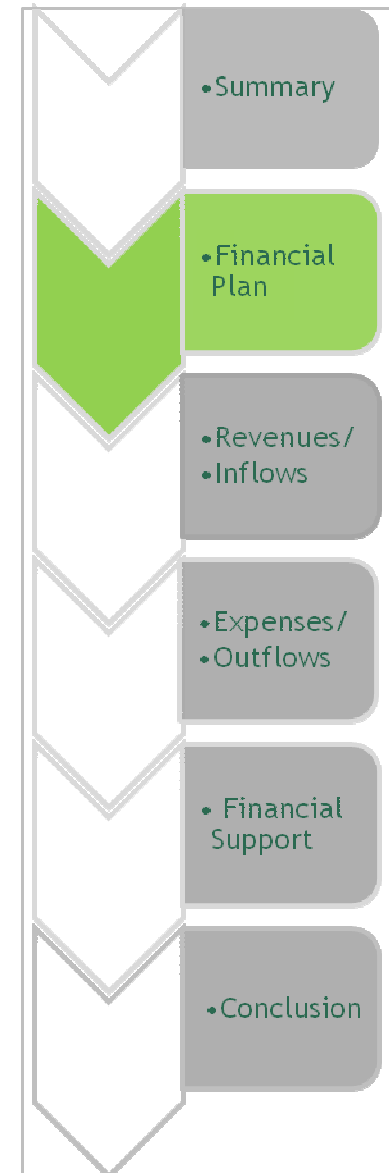 •Summary
•Financial
Plan
•Revenues/
•Inflows
•Expenses/
•Outflows
• Financial
Support
•Conclusion